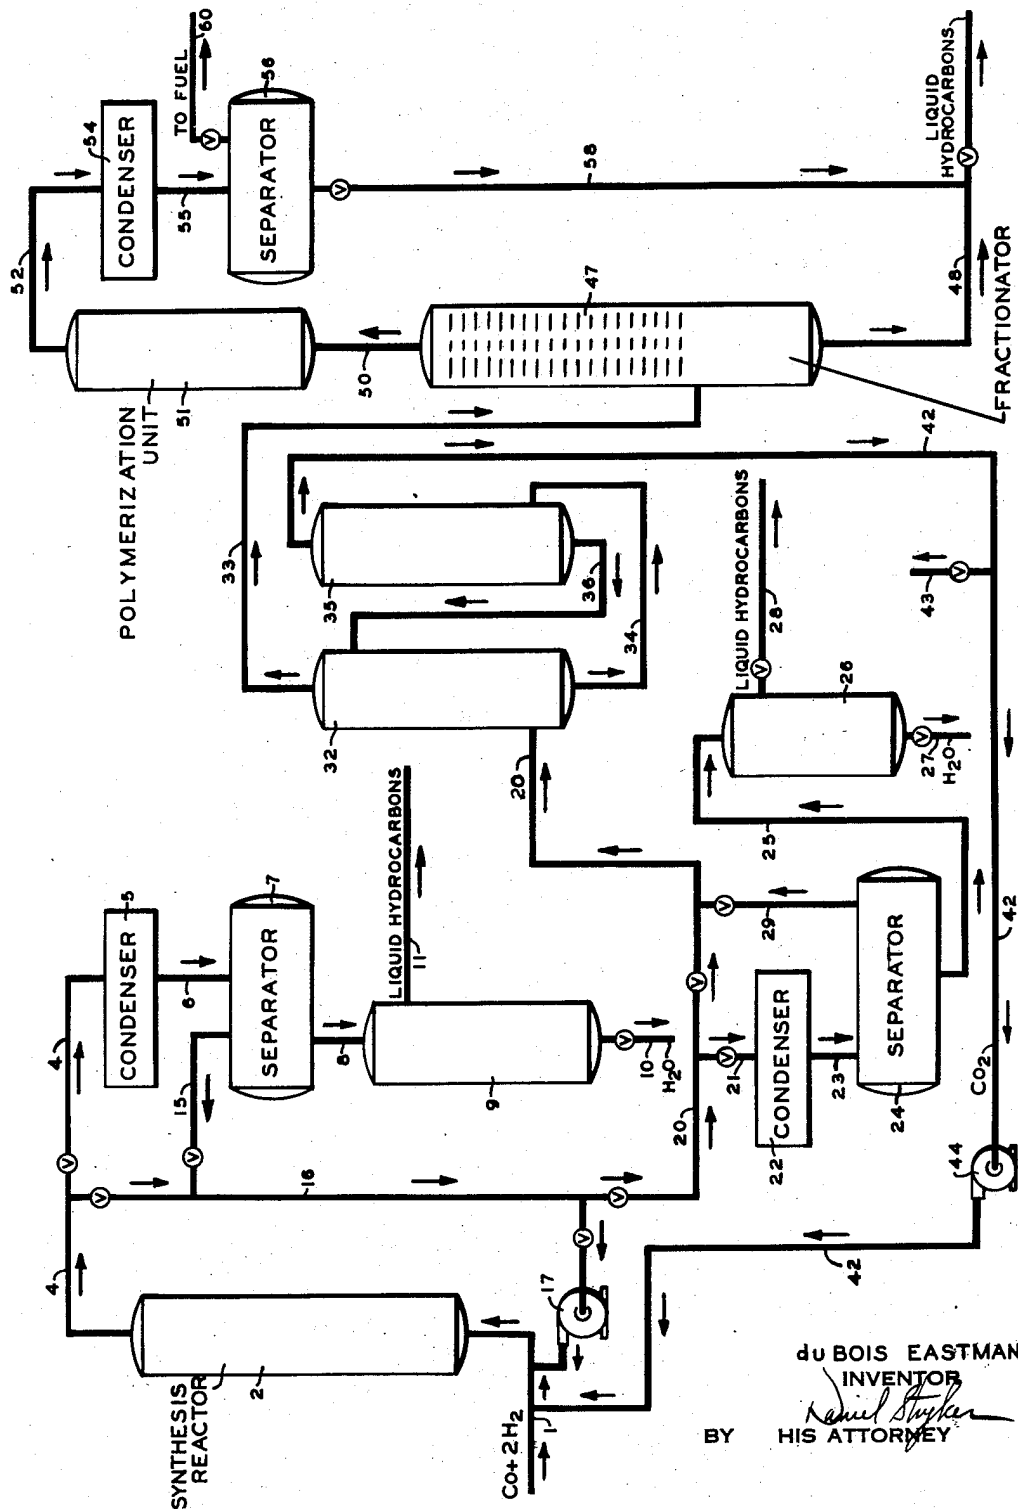 60
TO FUEL
56
SEPARATOR
V
54
CONDENSER
55
52
58
LIQUID
HYDROCARBONS
V
V
48
47
50
FRACTIONATOR
POLYMERIZATION
UNIT
51
33
42
35
36
34
32
20
LIQUID HYDROCARBONS
28
V
43
V
26
V
27
H2O
25
42
5
CONDENSER
4
6
7
SEPARATOR
15
8
LIQUID HYDROCARBONS
11
9
V
10
H2O
V
29
V
SEPARATOR
24
CONDENSER
22
21
V
23
20
CO2
44
V
V
V
16
V
V
4
17
42
SYNTHESIS
REACTOR
2
CO+2H2
1
du BOIS EASTMAN
INVENTOR
Daniel Stryker
BY HIS ATTORNEY